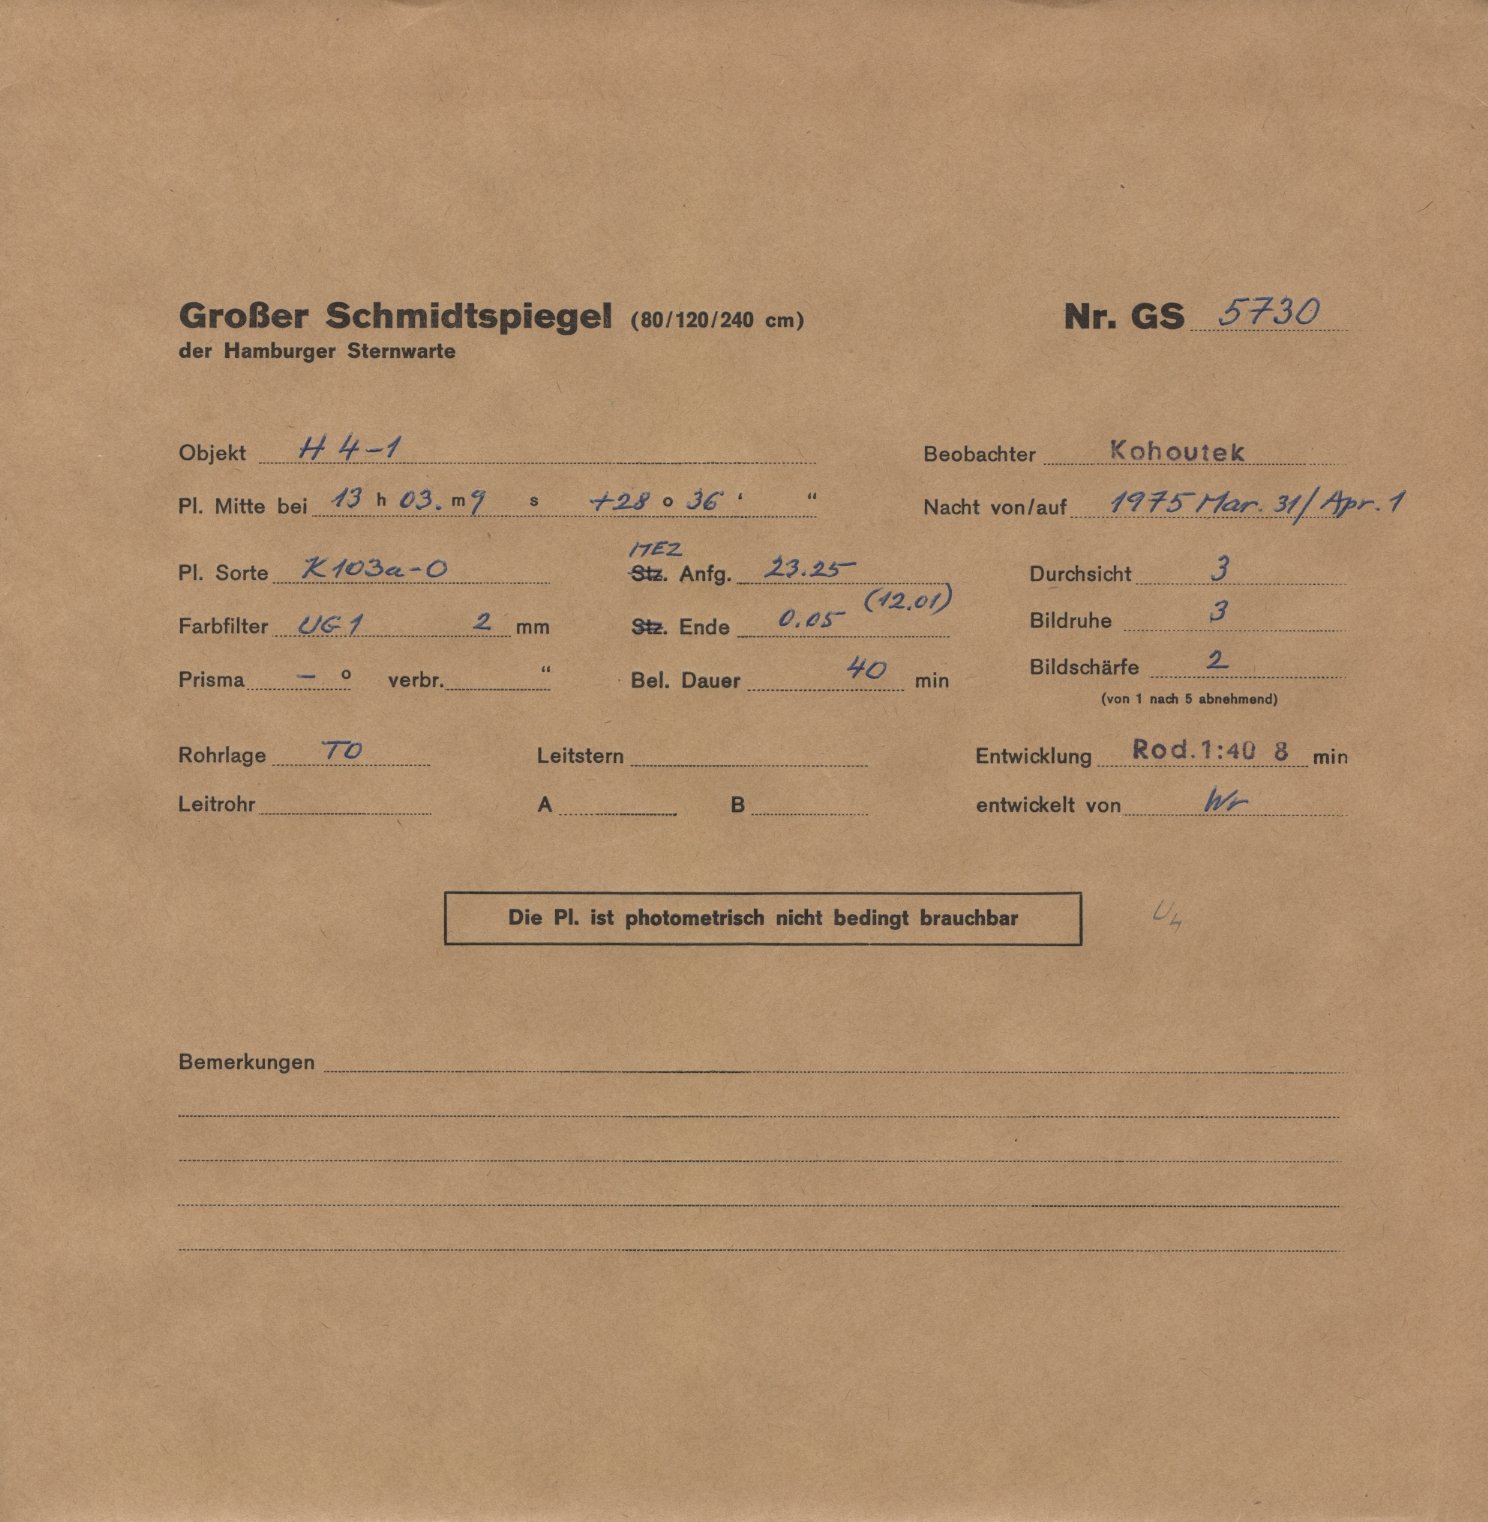 Großer Schmidtspiegel (80/120/240 cm) Nr. GS 5730
der Hamburger Sternwarte
Objekt H 4-1 Beobachter Kohoutek
Pl. Mitte bei 13 h 03. m 9 s +28 o 36 ' “ Nacht von/auf 1975 Mar. 31/Apr. 1
MEZ
Pl. Sorte K103a-O Stz. Anfg. 23.25 Durchsicht 3
(12.01)
Farbfilter UG1 2 mm Stz. Ende 0.05 Bildruhe 3
Prisma – o verbr. “ Bel. Dauer 40 min Bildschärfe 2
(von 1 nach 5 abnehmend)
Rohrlage TO Leitstern Entwicklung Rod.1:40 8 min
Leitrohr A B entwickelt von Wr
Die Pl. ist photometrisch nicht bedingt brauchbar U4
Bemerkungen